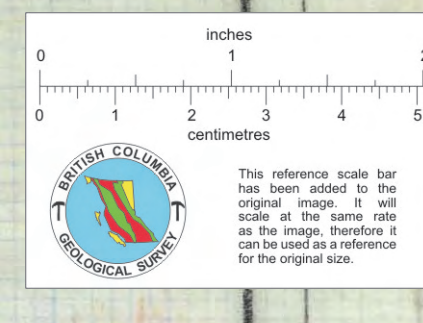 inches
0 1 2
0 1 2 3 4 5
centimetres
BRITISH COLUMBIA
GEOLOGICAL SURVEY
This reference scale bar
has been added to the
original image. It will
scale at the same rate
as the image, therefore it
can be used as a reference
for the original size.